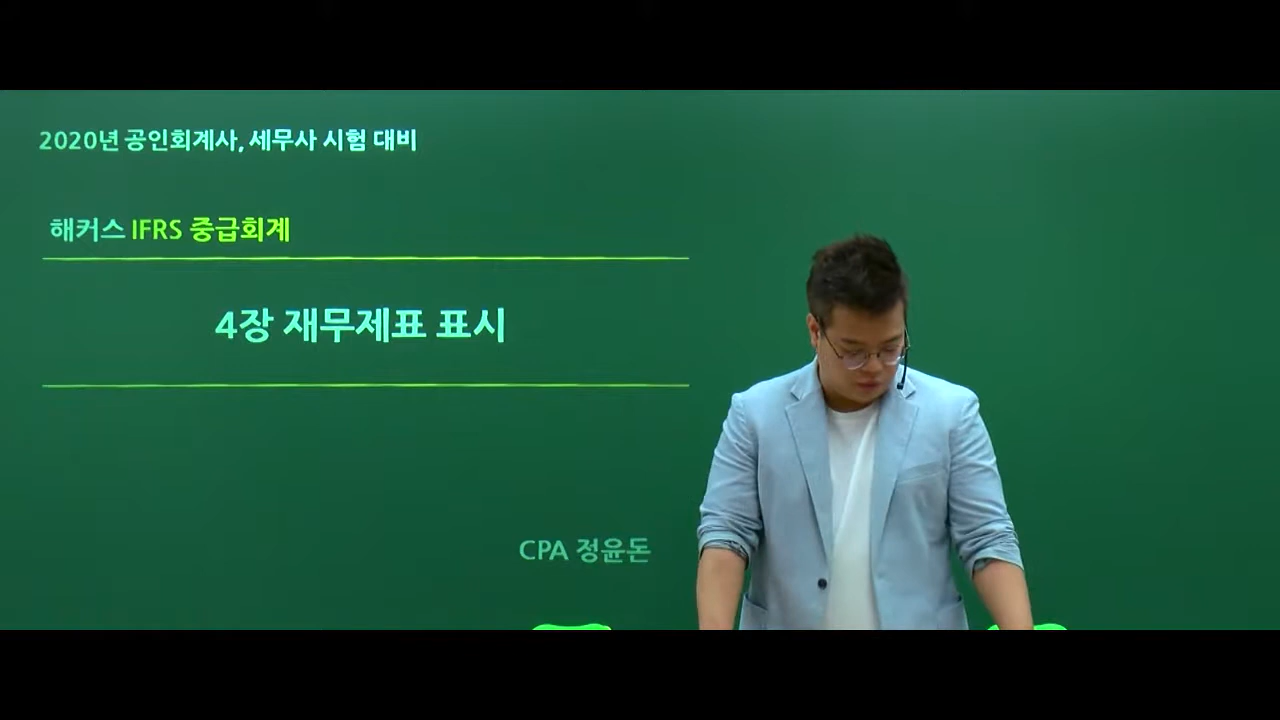 2020년 공인회계사, 세무사 시험 대비
해커스 IFRS 중급회계
4장 재무제표 표시
CPA 정윤돈